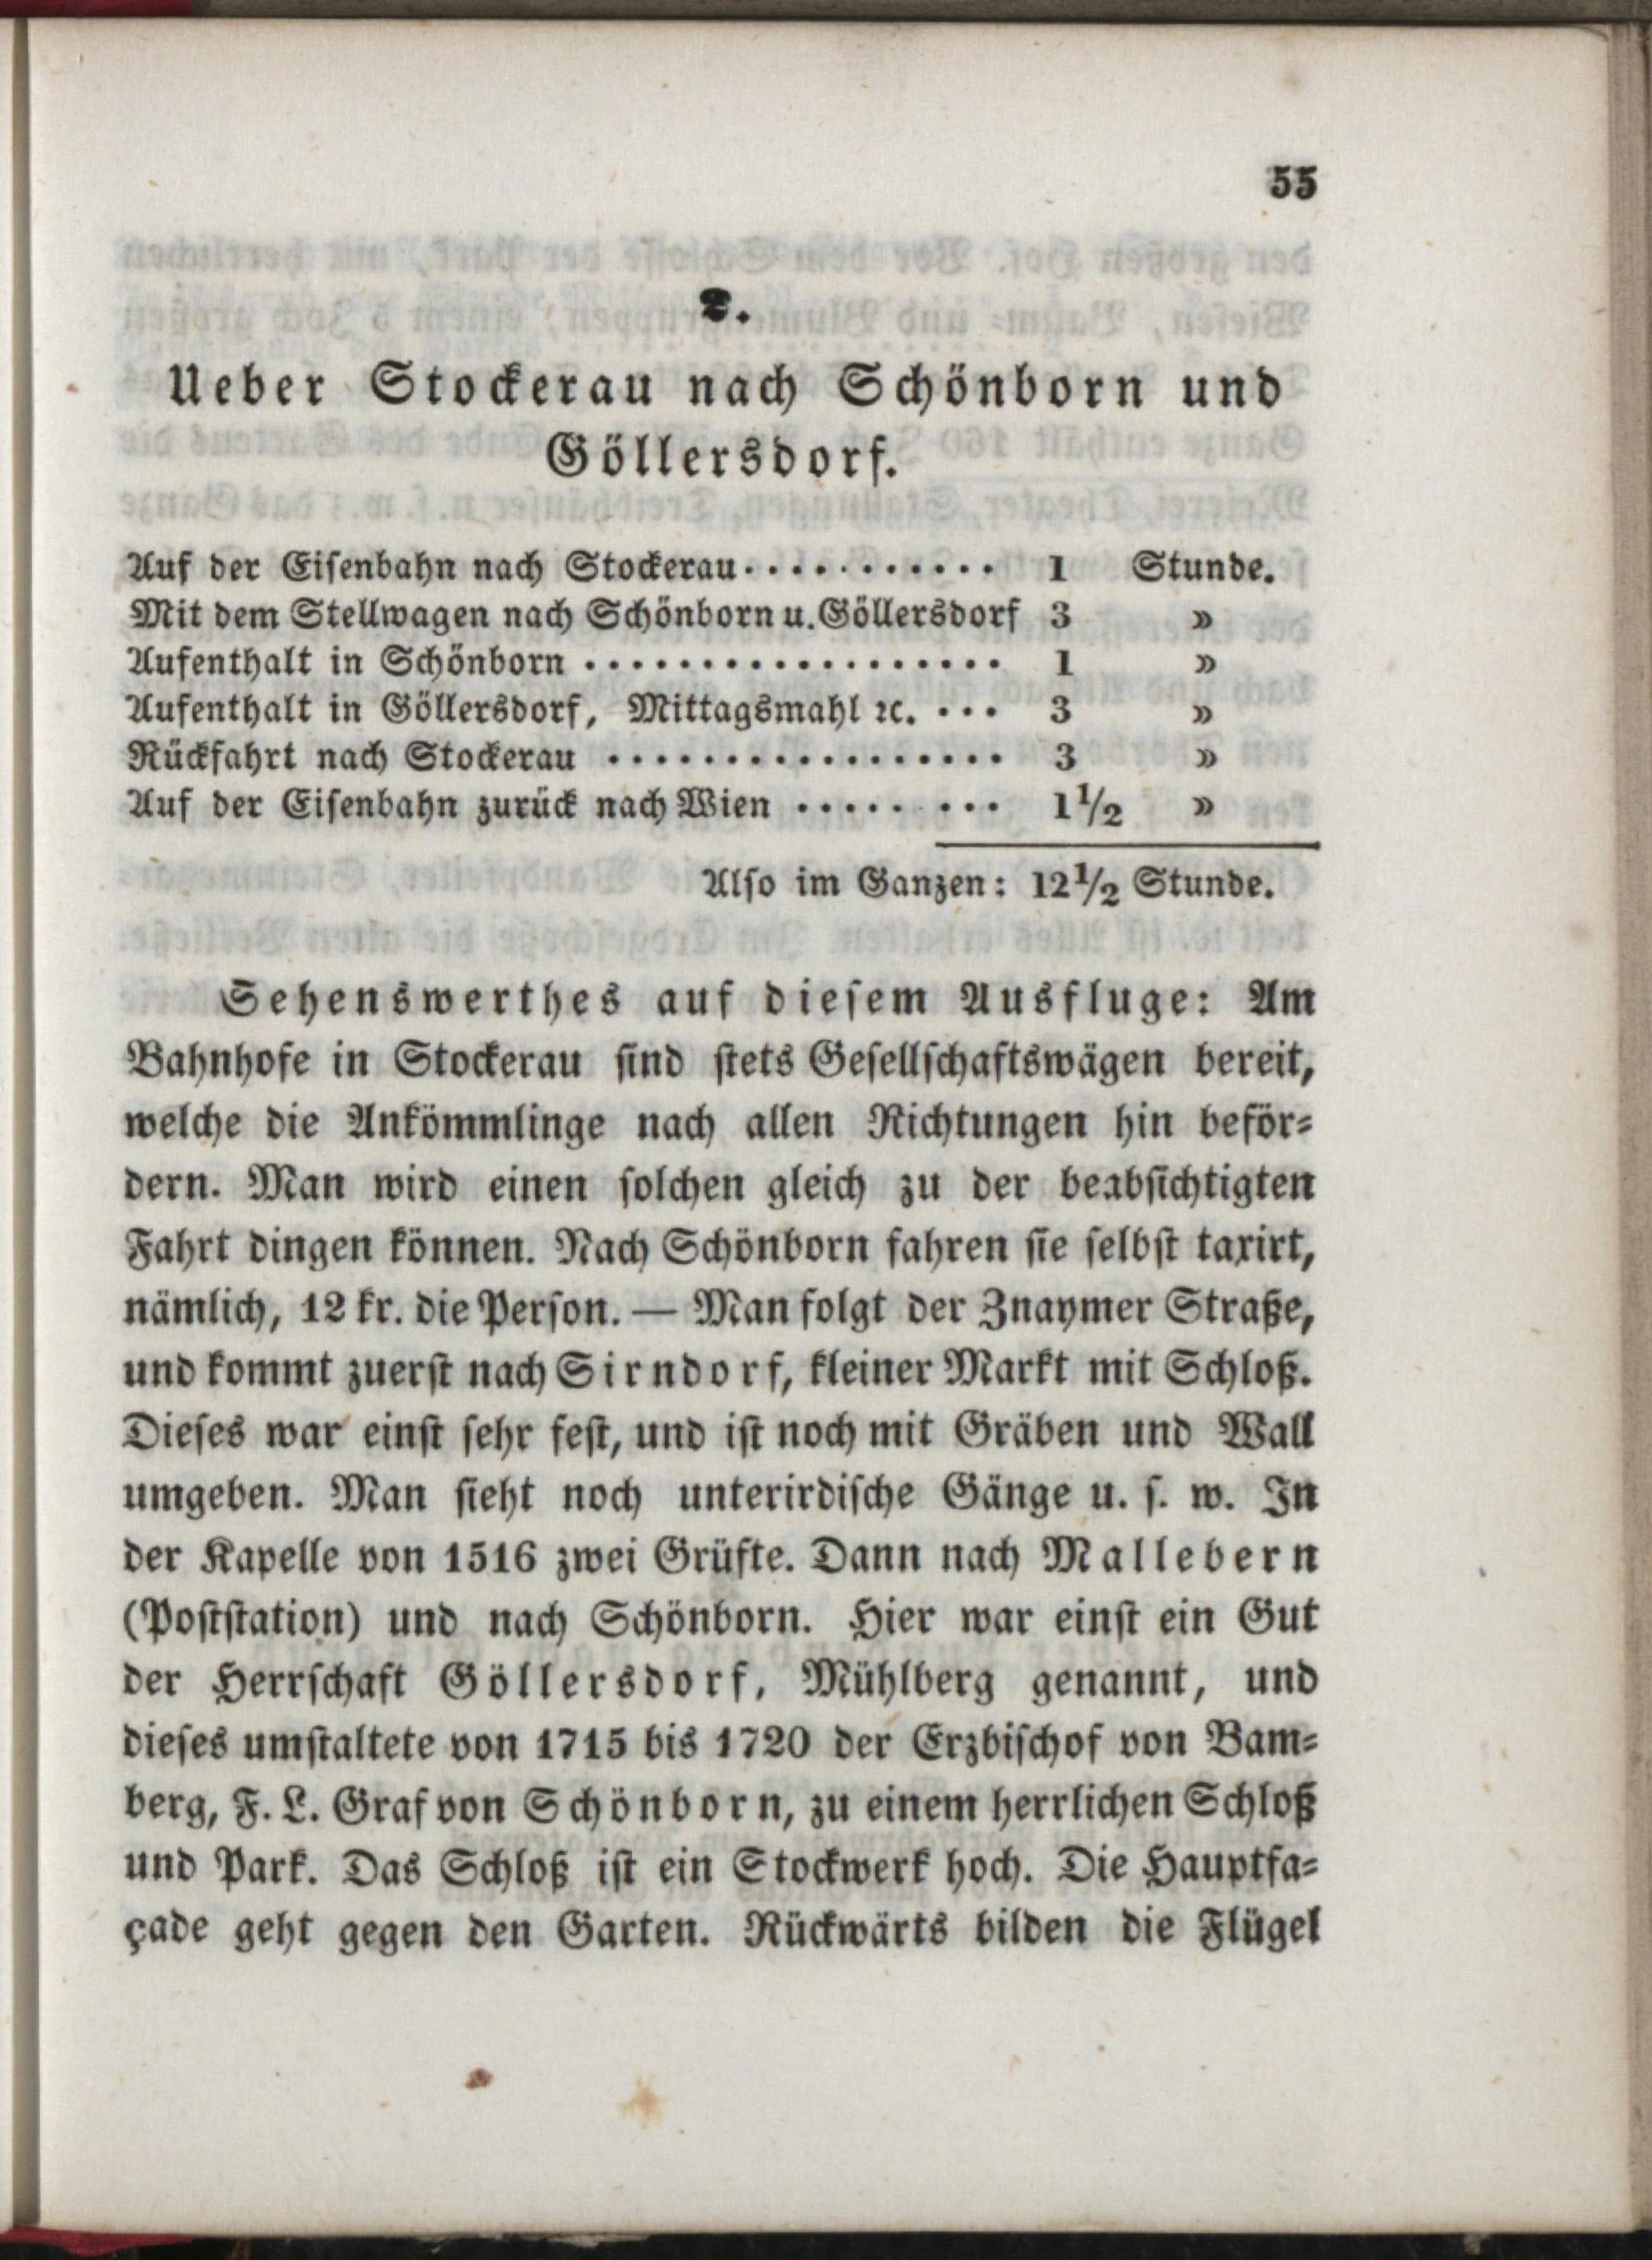 55
2.
Ueber Stockerau nach Schönborn und
Göllersdorf.
Auf der Eisenbahn nach Stockerau........... 1 Stunde.
Mit dem Stellwagen nach Schönborn u. Göllersdorf 3 »
Aufenthalt in Schönborn .................. 1 »
Aufenthalt in Göllersdorf, Mittagsmahl ꝛc. ... 3 »
Rückfahrt nach Stockerau ................. 3 »
Auf der Eisenbahn zurück nach Wien ......... 1½ »
Also im Ganzen: 12½ Stunde.
Sehenswerthes auf diesem Ausfluge: Am
Bahnhofe in Stockerau sind stets Gesellschaftswägen bereit,
welche die Ankömmlinge nach allen Richtungen hin beför-
dern. Man wird einen solchen gleich zu der beabsichtigten
Fahrt dingen können. Nach Schönborn fahren sie selbst taxirt,
nämlich, 12 kr. die Person. — Man folgt der Znaymer Straße,
und kommt zuerst nach Sirndorf, kleiner Markt mit Schloß.
Dieses war einst sehr fest, und ist noch mit Gräben und Wall
umgeben. Man sieht noch unterirdische Gänge u. s. w. In
der Kapelle von 1516 zwei Grüfte. Dann nach Mallebern
(Poststation) und nach Schönborn. Hier war einst ein Gut
der Herrschaft Göllersdorf, Mühlberg genannt, und
dieses umstaltete von 1715 bis 1720 der Erzbischof von Bam-
berg, F. L. Graf von Schönborn, zu einem herrlichen Schloß
und Park. Das Schloß ist ein Stockwerk hoch. Die Hauptfa-
çade geht gegen den Garten. Rückwärts bilden die Flügel